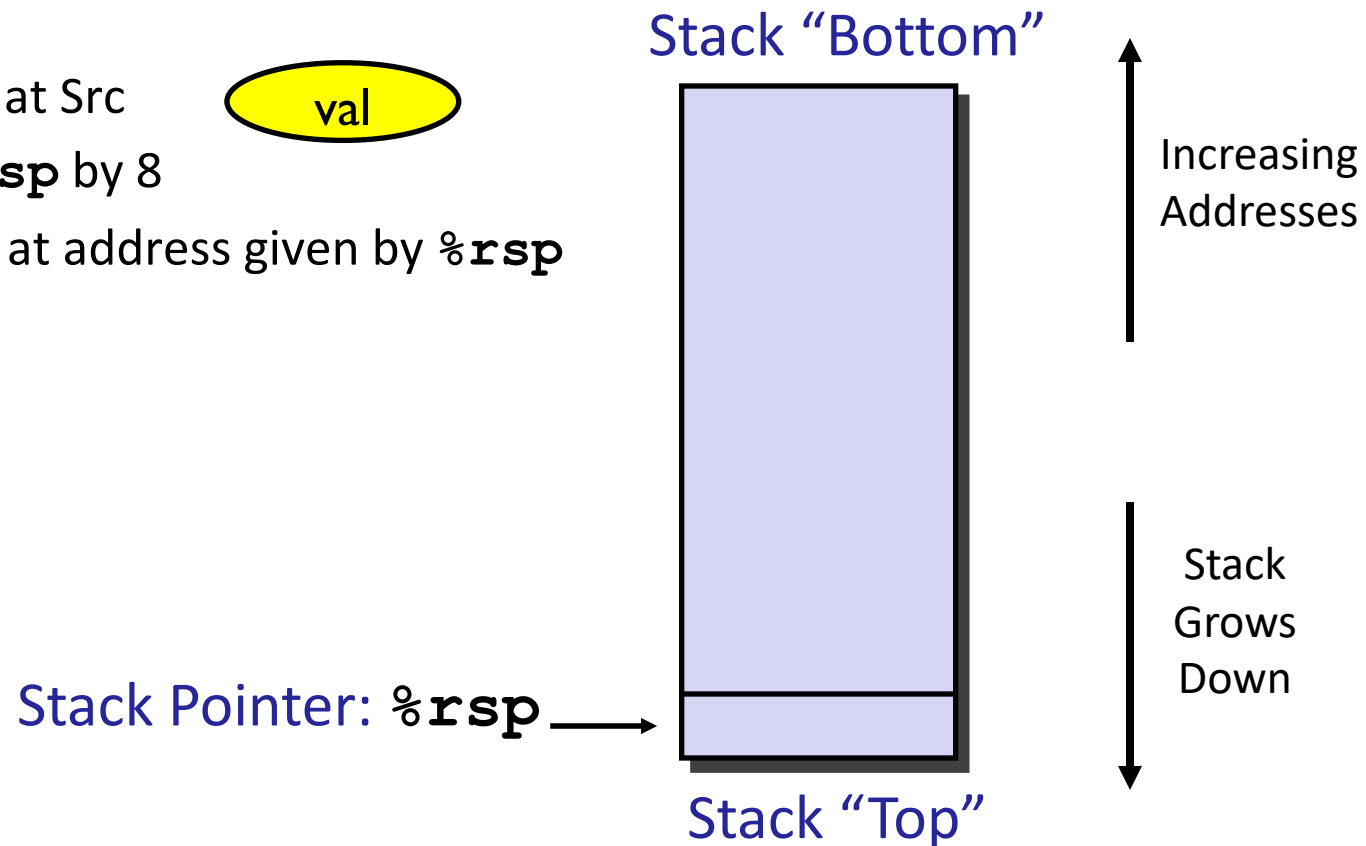 Stack “Bottom”
at Src
val
sp by 8
at address given by %rsp
Increasing
Addresses
Stack
Grows
Down
Stack Pointer: %rsp
Stack “Top”